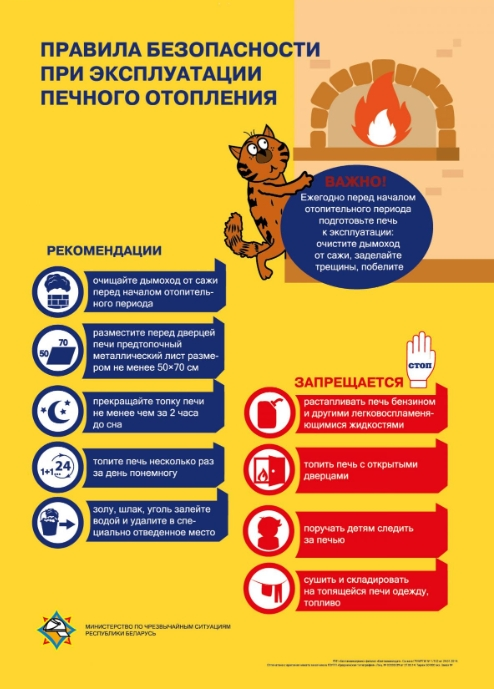 ПРАВИЛА БЕЗОПАСНОСТИ
ПРИ ЭКСПЛУАТАЦИИ
ПЕЧНОГО ОТОПЛЕНИЯ
ВАЖНО!
Ежегодно перед началом
отопительного периода
подготовьте печь
к эксплуатации:
очистите дымоход
от сажи, заделайте
трещины, побелите
РЕКОМЕНДАЦИИ
очищайте дымоход от сажи
перед началом отопитель-
ного периода
50
70
разместите перед дверцей
печи предтопочный
металлический лист разме-
ром не менее 50×70 см
прекращайте топку печи
не менее чем за 2 часа
до сна
1+1...24
топите печь несколько раз
за день понемногу
золу, шлак, уголь залейте
водой и удалите в спе-
циально отведенное место
СТОП
ЗАПРЕЩАЕТСЯ
растапливать печь бензином
и другими легковоспламеня-
ющимися жидкостями
топить печь с открытыми
дверцами
поручать детям следить
за печью
сушить и складировать
на топящейся печи одежду,
топливо
МИНИСТЕРСТВО ПО ЧРЕЗВЫЧАЙНЫМ СИТУАЦИЯМ
РЕСПУБЛИКИ БЕЛАРУСЬ